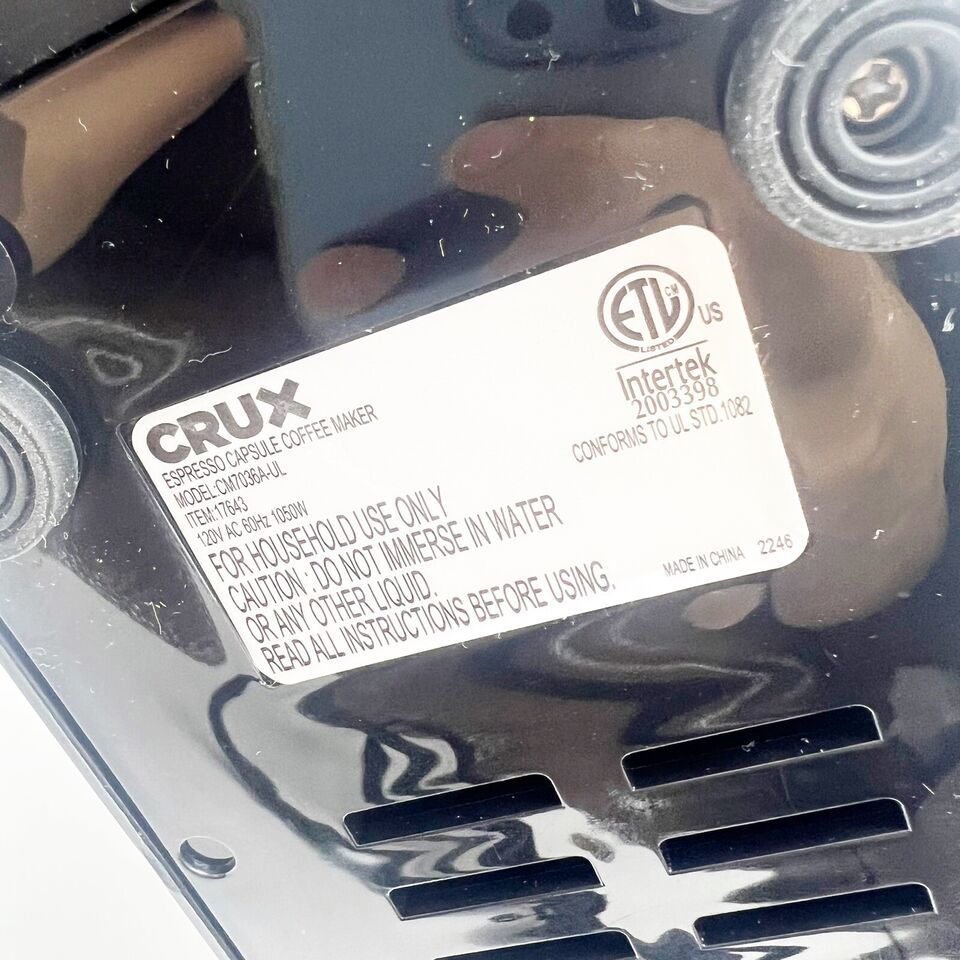 CRUX
ESPRESSO CAPSULE COFFEE MAKER
MODEL:CM7036A-UL
ITEM:17643
120V AC 60Hz 1050W
FOR HOUSEHOLD USE ONLY
CAUTION : DO NOT IMMERSE IN WATER
OR ANY OTHER LIQUID.
READ ALL INSTRUCTIONS BEFORE USING.
ETL CM
LISTED
US
Intertek
2003398
CONFORMS TO UL STD.1082
MADE IN CHINA 2246